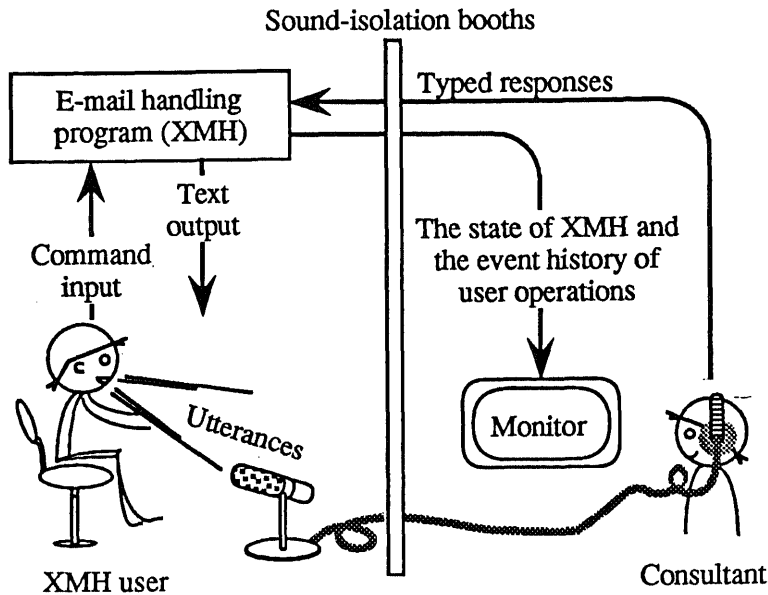 Sound-isolation booths
E-mail handling
program (XMH)
Typed responses
Text
output
Command
input
The state of XMH and
the event history of
user operations
Utterances
Monitor
XMH user
Consultant